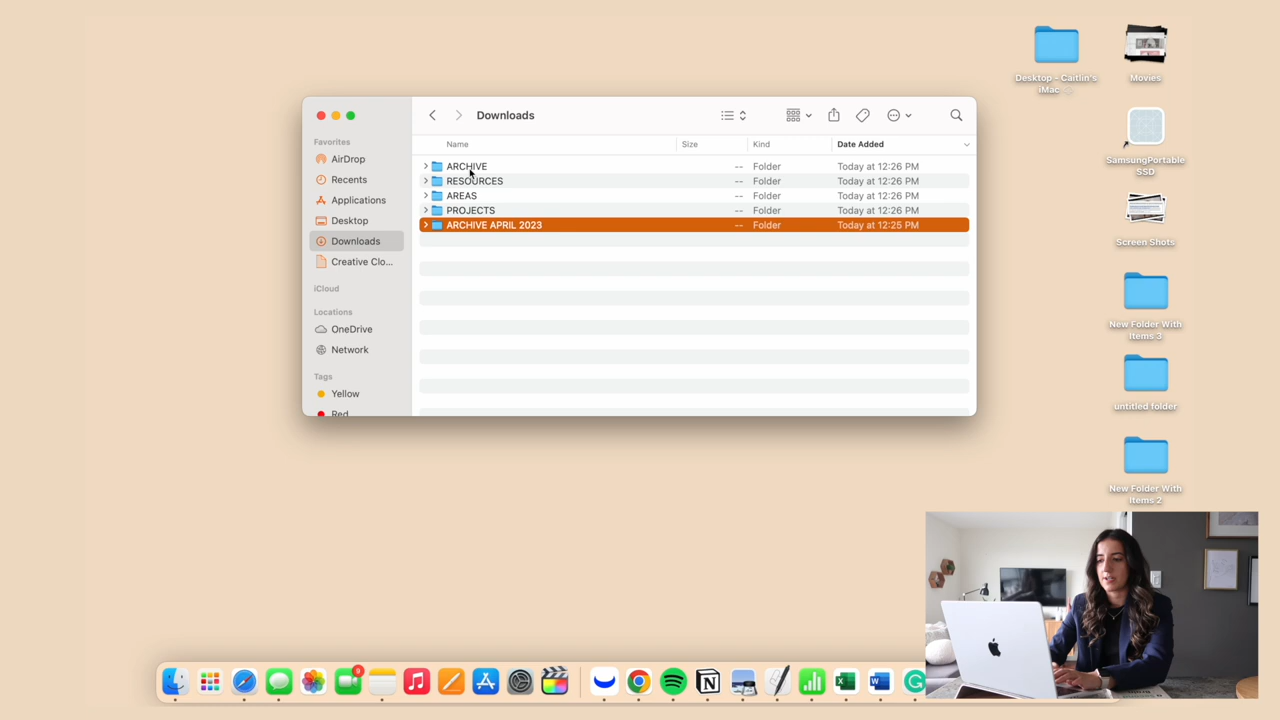 Desktop - Caitlin's
iMac
Movies
Downloads
Favorites
AirDrop
Recents
Applications
Desktop
Downloads
Creative Clo...
iCloud
Locations
OneDrive
Network
Tags
Yellow
Red
Name Size Kind Date Added
ARCHIVE -- Folder Today at 12:26 PM
RESOURCES -- Folder Today at 12:26 PM
AREAS -- Folder Today at 12:26 PM
PROJECTS -- Folder Today at 12:26 PM
ARCHIVE APRIL 2023 -- Folder Today at 12:25 PM
SamsungPortable
SSD
Screen Shots
New Folder With
Items 3
untitled folder
New Folder With
Items 2
9